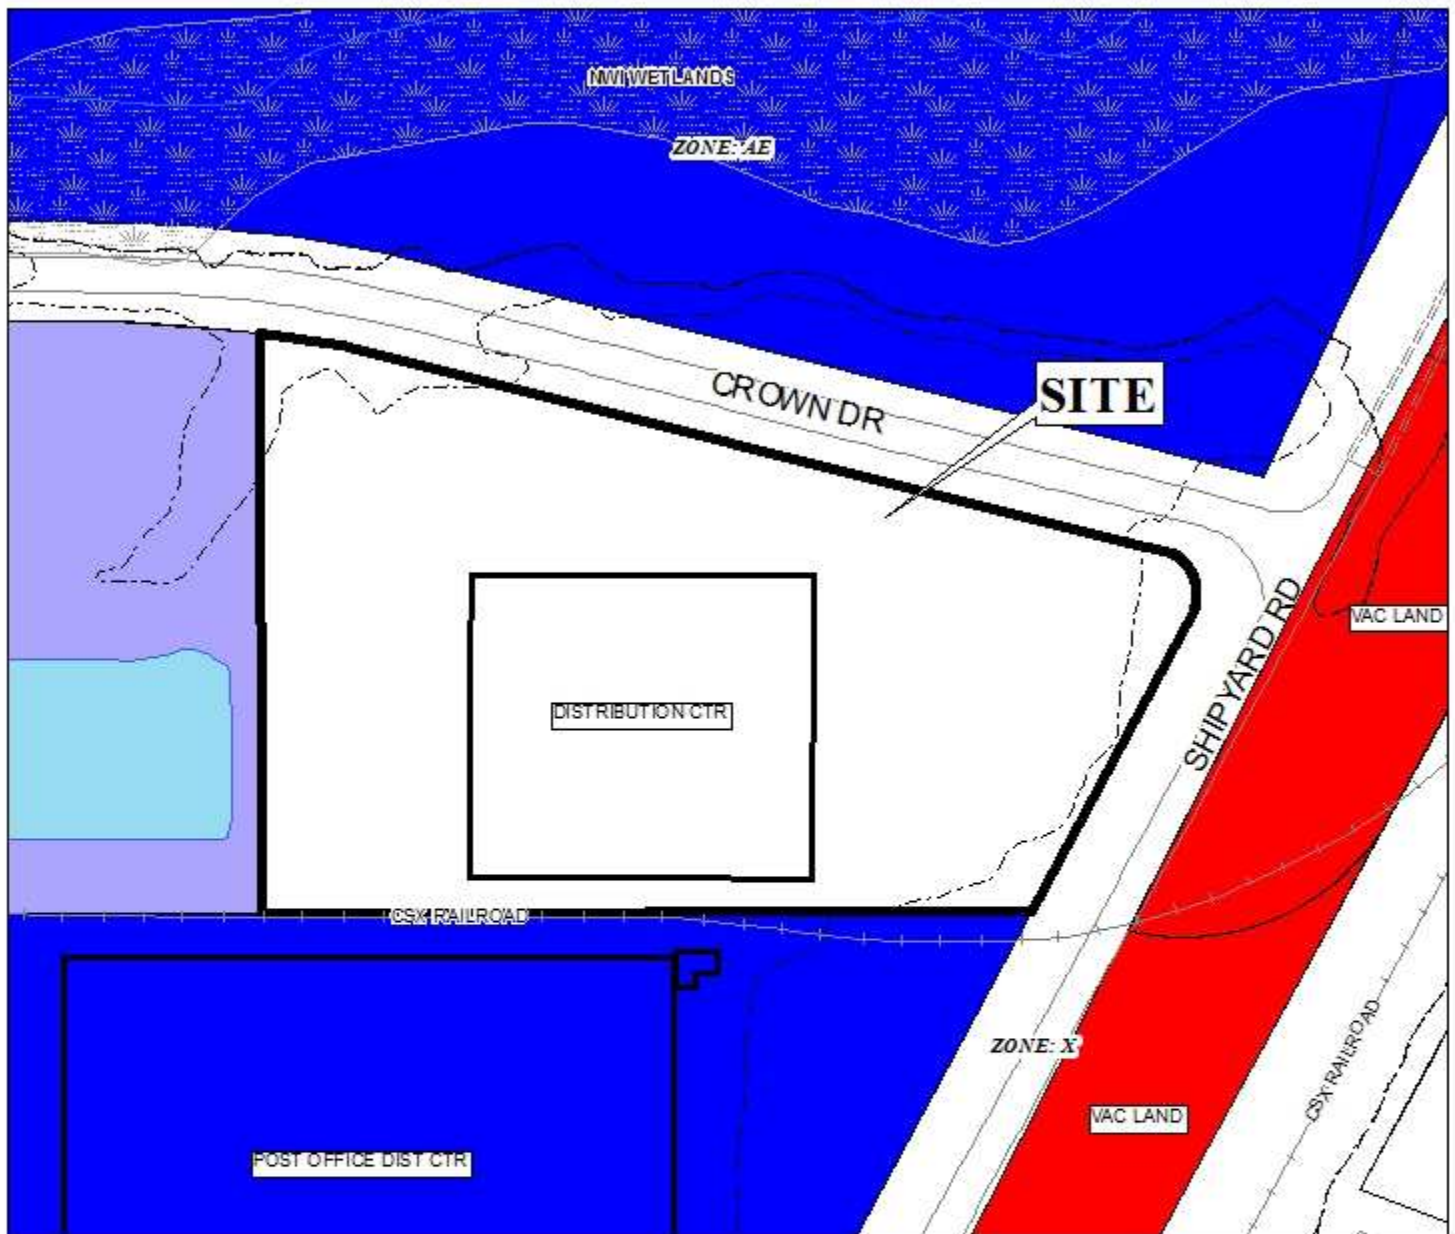 NWI WETLANDS
ZONE: AE
CROWN DR
SITE
SHIPYARD RD
VAC LAND
DISTRIBUTION CTR
CSX RAILROAD
ZONE: X
CSX RAILROAD
VAC LAND
POST OFFICE DIST CTR